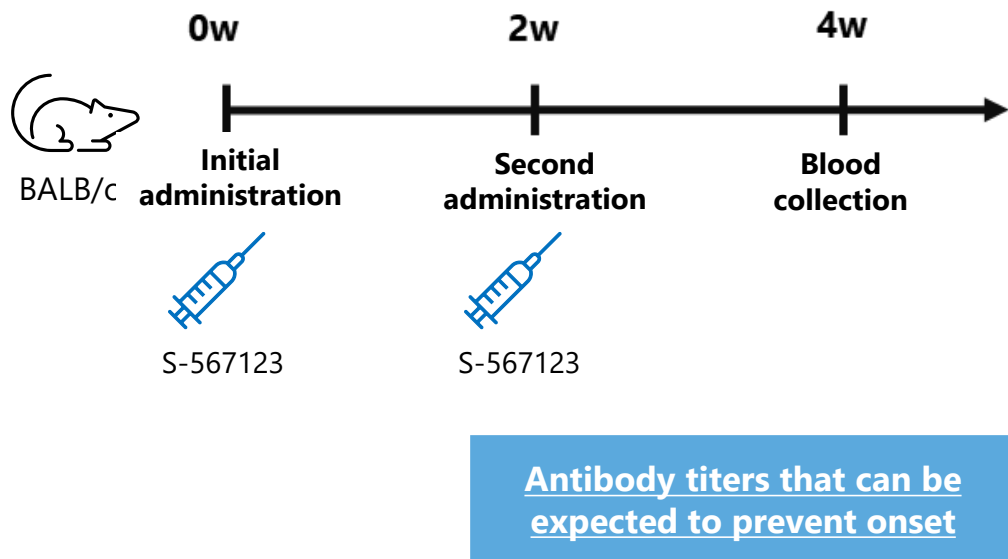 0w
2w
4w
BALB/c
Initial
administration
Second
administration
Blood
collection
S-567123
S-567123
Antibody titers that can be
expected to prevent onset